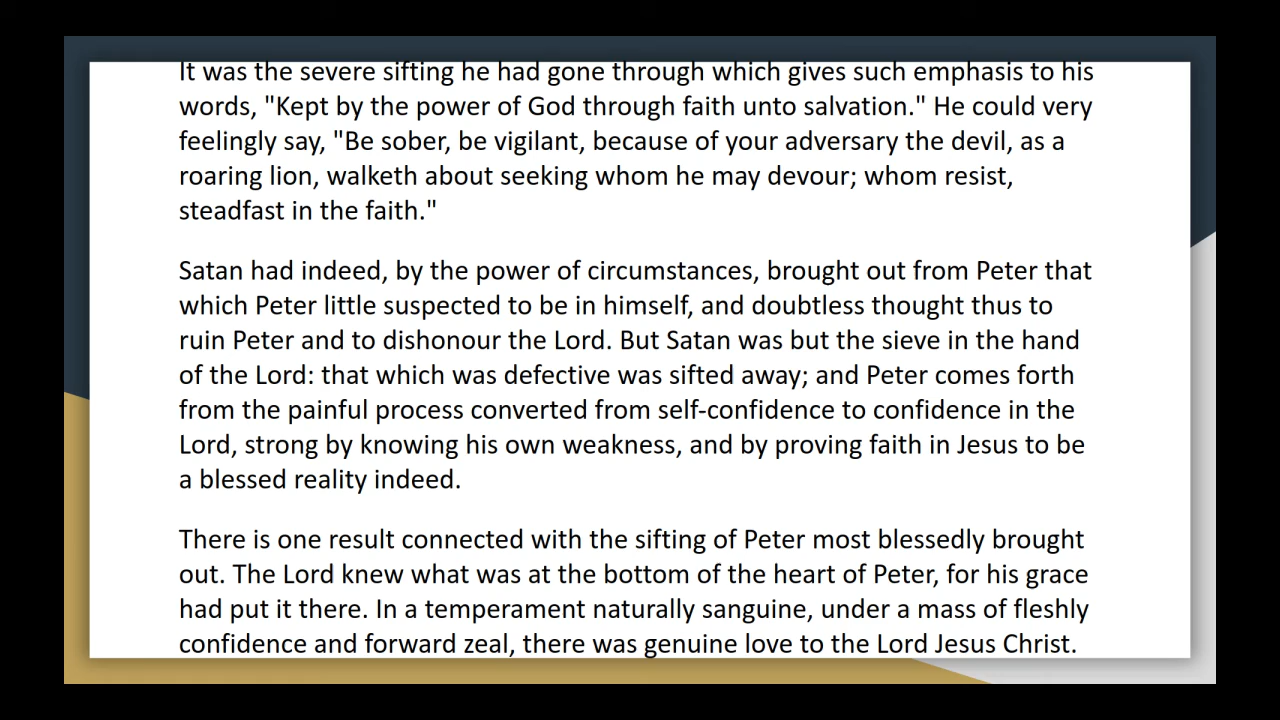 It was the severe sifting he had gone through which gives such emphasis to his
words, "Kept by the power of God through faith unto salvation." He could very
feelingly say, "Be sober, be vigilant, because of your adversary the devil, as a
roaring lion, walketh about seeking whom he may devour; whom resist,
steadfast in the faith."
Satan had indeed, by the power of circumstances, brought out from Peter that
which Peter little suspected to be in himself, and doubtless thought thus to
ruin Peter and to dishonour the Lord. But Satan was but the sieve in the hand
of the Lord: that which was defective was sifted away; and Peter comes forth
from the painful process converted from self-confidence to confidence in the
Lord, strong by knowing his own weakness, and by proving faith in Jesus to be
a blessed reality indeed.
There is one result connected with the sifting of Peter most blessedly brought
out. The Lord knew what was at the bottom of the heart of Peter, for his grace
had put it there. In a temperament naturally sanguine, under a mass of fleshly
confidence and forward zeal, there was genuine love to the Lord Jesus Christ.